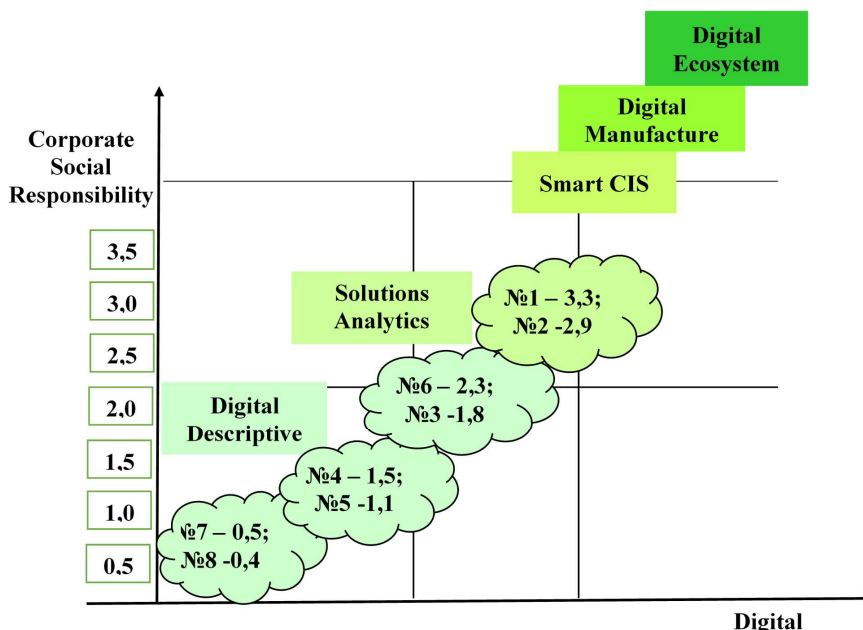 Digital
Ecosystem
Digital
Manufacture
Smart CIS
Corporate
Social
Responsibility
3,5
3,0
2,5
2,0
1,5
1,0
0,5
Solutions
Analytics
№1 – 3,3;
№2 -2,9
№6 – 2,3;
№3 -1,8
Digital
Descriptive
№4 – 1,5;
№5 -1,1
№7 – 0,5;
№8 -0,4
Digital